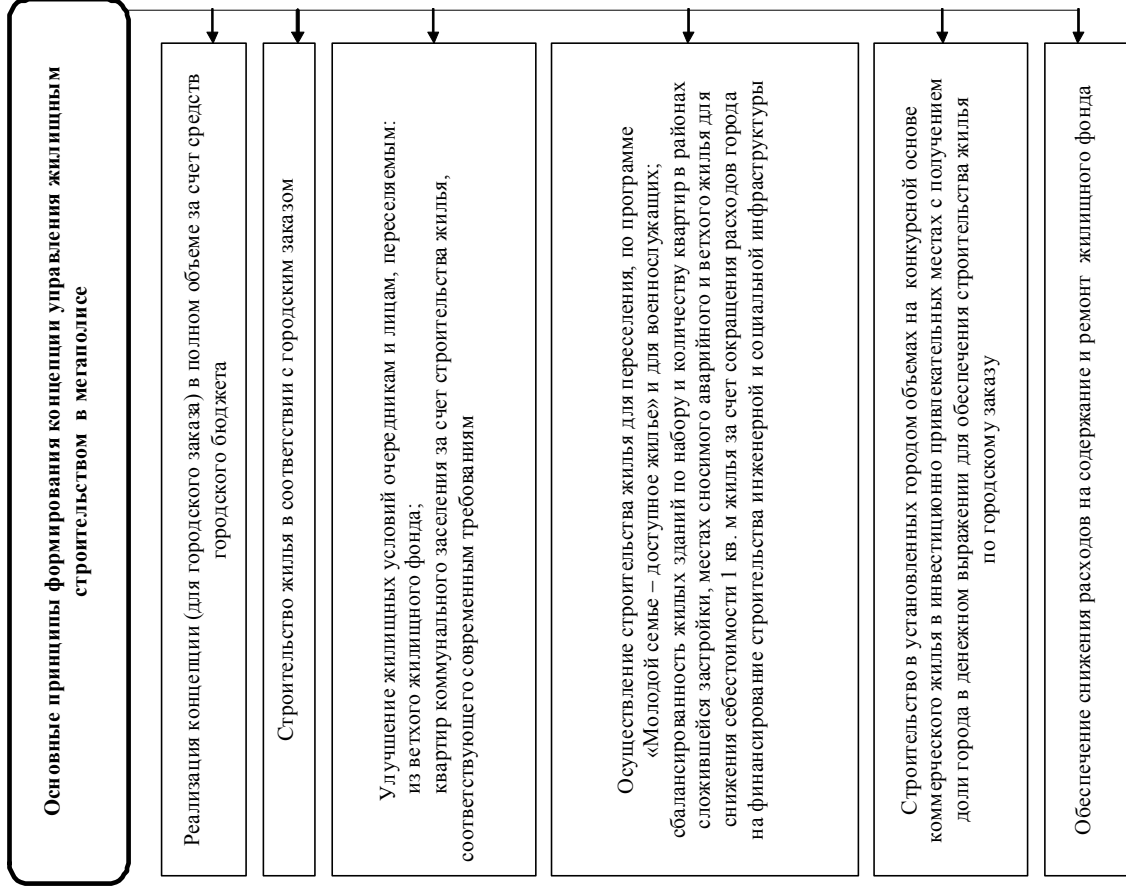 Основные принципы формирования концепции управления жилищным
строительством в мегаполисе
Реализация концепции (для городского заказа) в полном объеме за счет средств
городского бюджета
Строительство жилья в соответствии с городским заказом
Улучшение жилищных условий очередникам и лицам, переселяемым:
из ветхого жилищного фонда;
квартир коммунального заселения за счет строительства жилья,
соответствующего современным требованиям
Осуществление строительства жилья для переселения, по программе
«Молодой семье – доступное жилье» и для военнослужащих;
сбалансированность жилых зданий по набору и количеству квартир в районах
сложившейся застройки, местах сносимого аварийного и ветхого жилья для
снижения себестоимости 1 кв. м жилья за счет сокращения расходов города
на финансирование строительства инженерной и социальной инфраструктуры
Строительство в установленных городом объемах на конкурсной основе
коммерческого жилья в инвестиционно привлекательных местах с получением
доли города в денежном выражении для обеспечения строительства жилья
по городскому заказу
Обеспечение снижения расходов на содержание и ремонт жилищного фонда